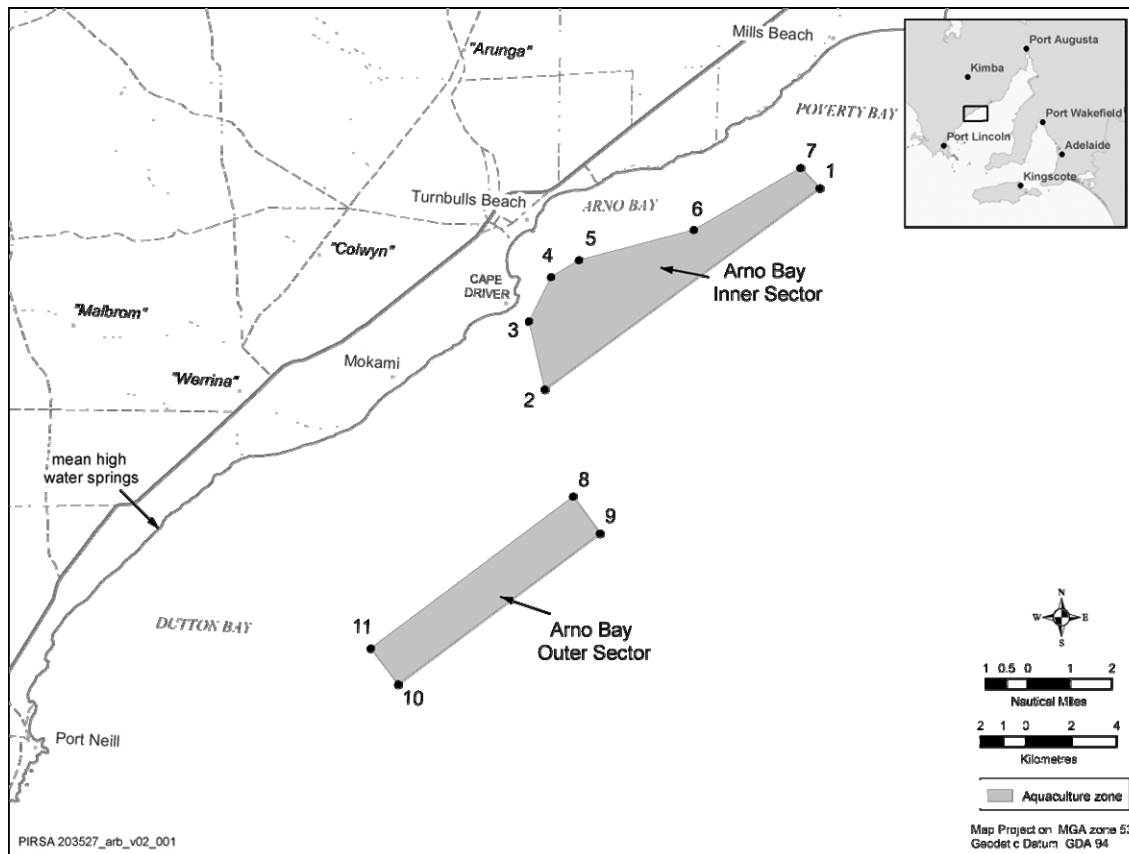 Mills Beach
"Arunga"
POVERTY BAY
Port Augusta
Kimba
Port Wakefield
Port Lincoln
Adelaide
Kingscote
7
1
Turnbulls Beach
ARNO BAY
6
5
4
"Colwyn"
Arno Bay
Inner Sector
CAPE
DRIVER
3
"Malbrom"
Mokami
"Werrina"
2
mean high
water springs
8
9
DUTTON BAY
Arno Bay
Outer Sector
11
10
Port Neill
N
W E
S
1 0.5 0 1 2
Nautical Miles
2 1 0 2 4
Kilometres
Aquaculture zone
Map Projection MGA zone 53
Geodetic Datum GDA 94
PIRSA 203527_arb_v02_001